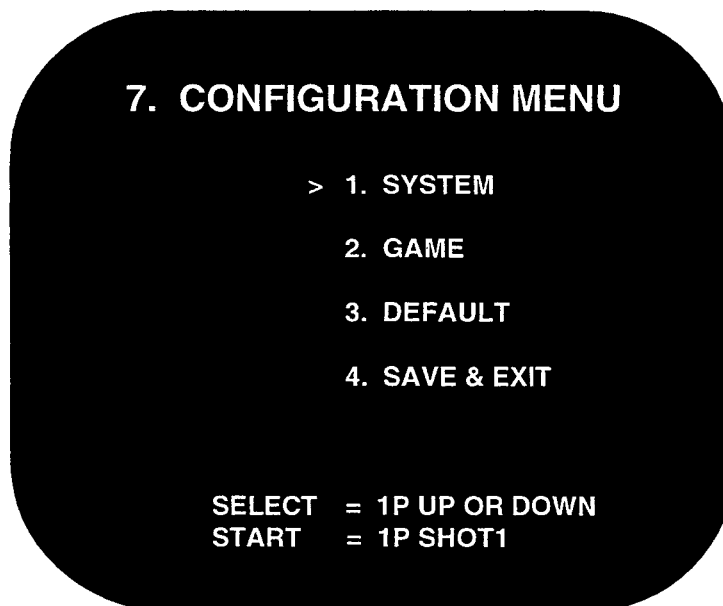 7. CONFIGURATION MENU
> 1. SYSTEM
2. GAME
3. DEFAULT
4. SAVE & EXIT
SELECT = 1P UP OR DOWN
START = 1P SHOT1